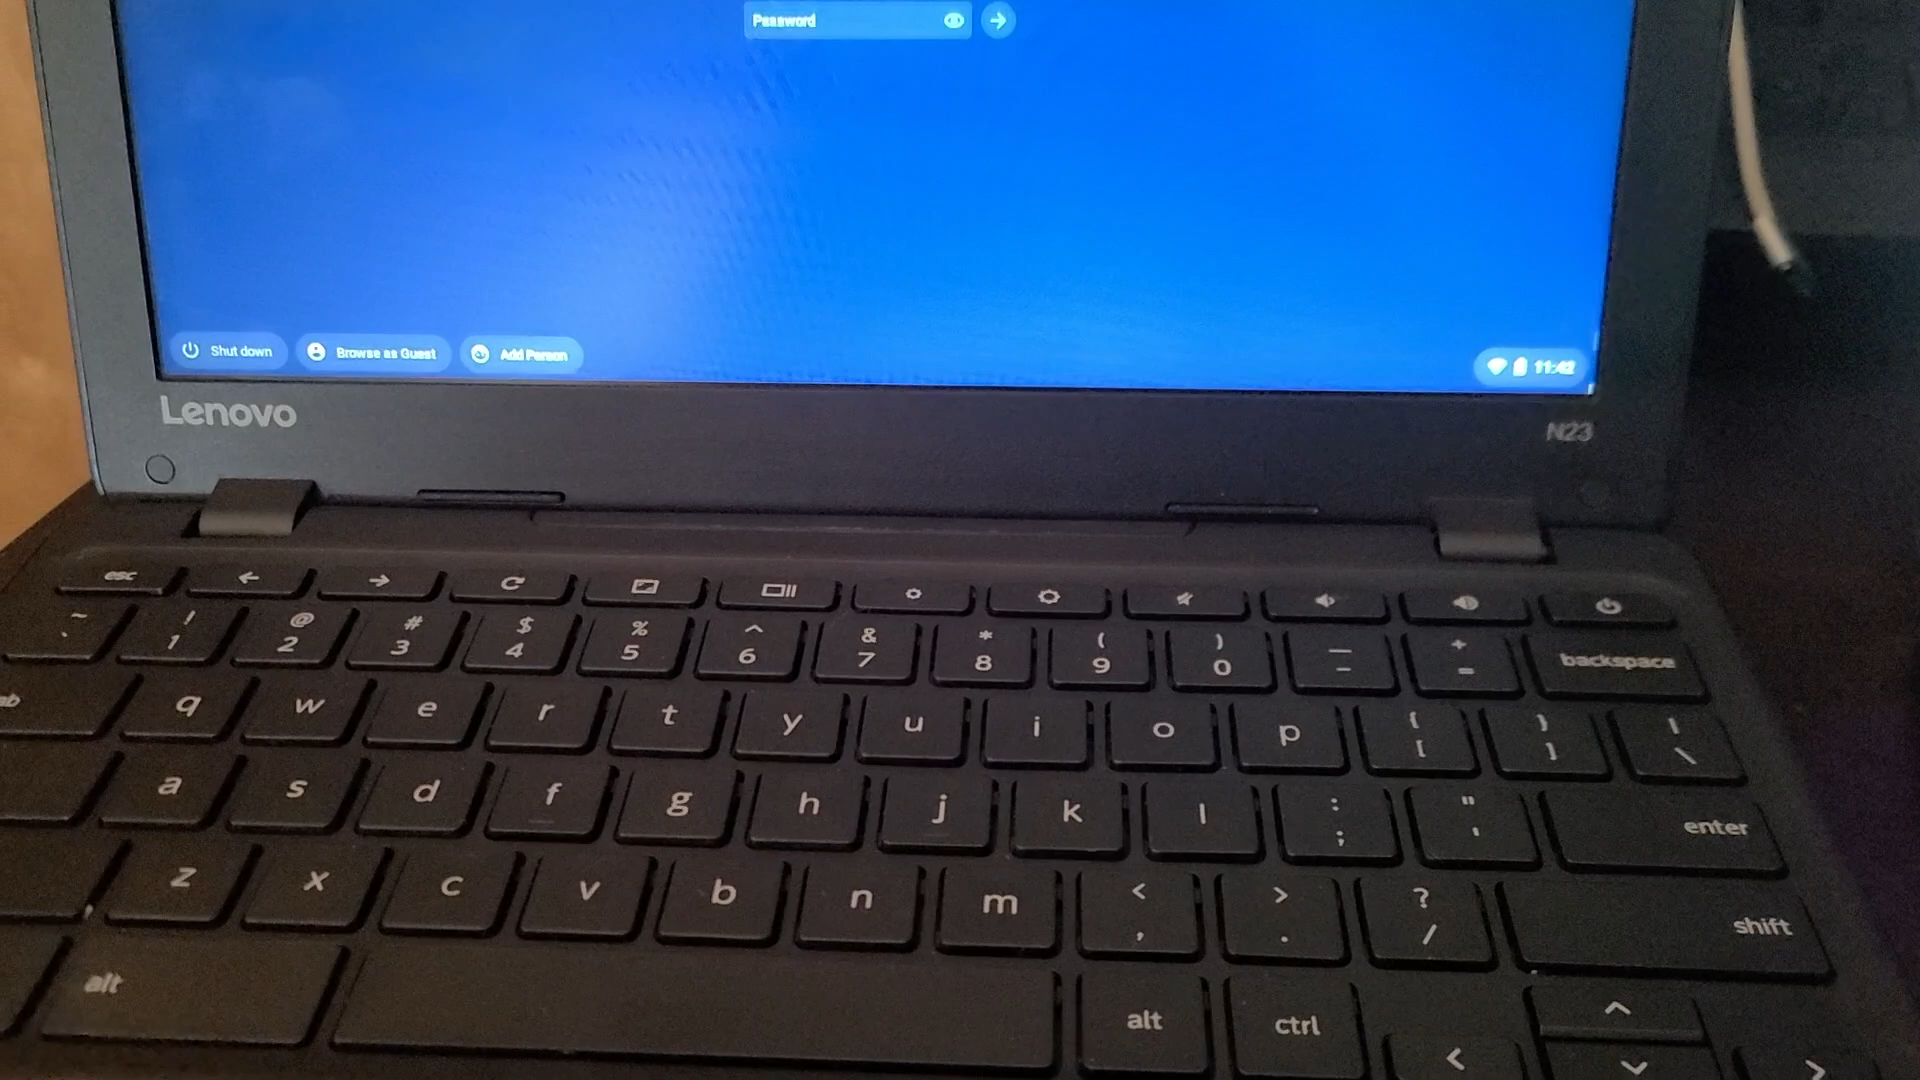 Password
Shut down
Browse as Guest
Add Person
11:42
Lenovo
N23
esc
~ ! @ # $ % ^ & * ( ) — +
` 1 2 3 4 5 6 7 8 9 0 - = backspace
q w e r t y u i o p { } |
[ ] \
a s d f g h j k l : " enter
; '
z x c v b n m < > ? shift
, . /
alt alt ctrl